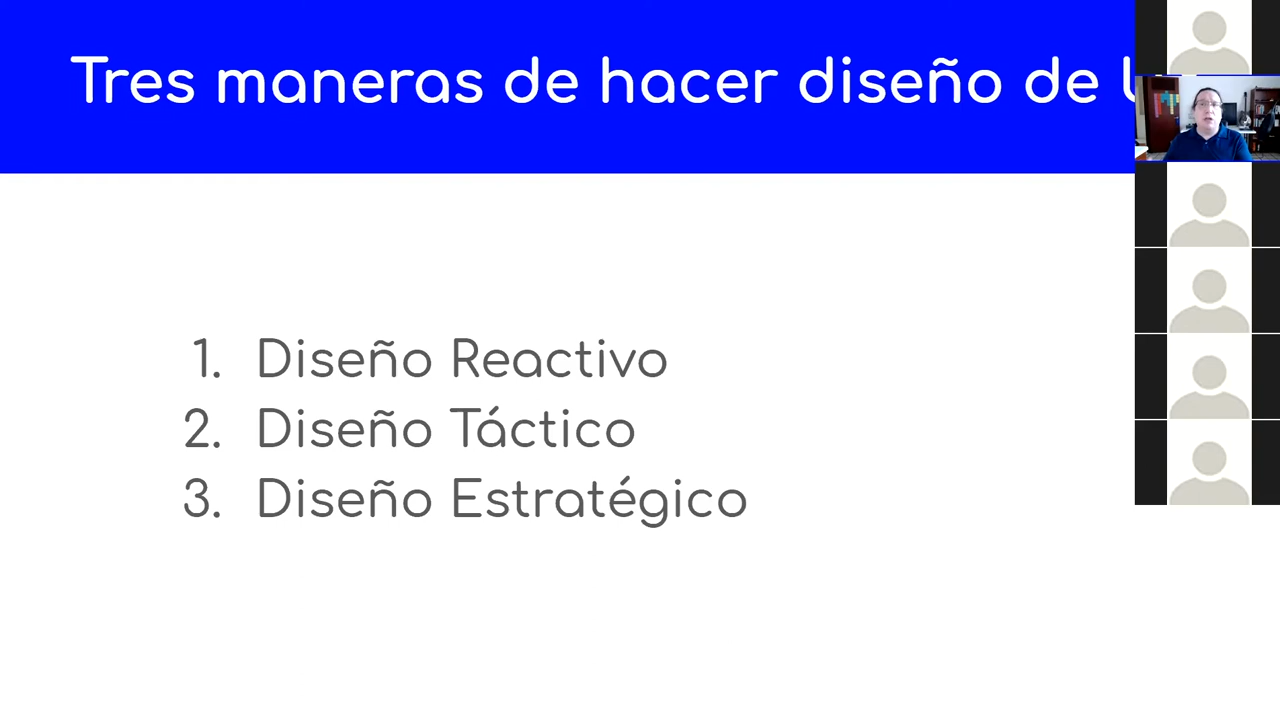 Tres maneras de hacer diseño de
1. Diseño Reactivo
2. Diseño Táctico
3. Diseño Estratégico